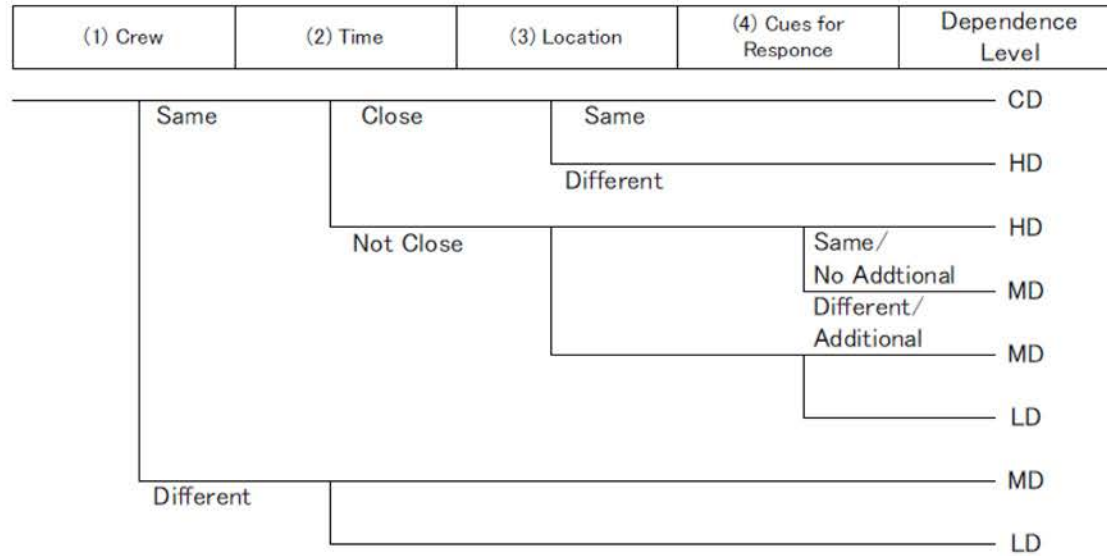 (1) Crew
(2) Time
(3) Location
(4) Cues for
Responce
Dependence
Level
Same
Close
Same
CD
Different
HD
Not Close
HD
Same/
No Addtional
MD
Different/
Additional
MD
LD
Different
MD
LD